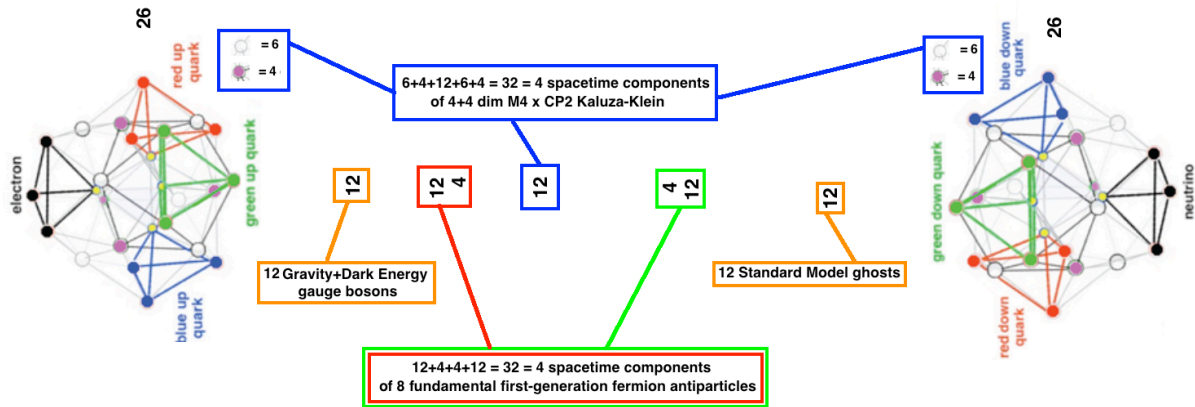 26
26
red up
quark
= 6
= 4
blue down
quark
= 6
= 4
6+4+12+6+4 = 32 = 4 spacetime components
of 4+4 dim M4 x CP2 Kaluza-Klein
electron
green up quark
12
12
4
12
4
12
12
green down quark
neutrino
12 Gravity+Dark Energy
gauge bosons
12 Standard Model ghosts
blue up
quark
red down
quark
12+4+4+12 = 32 = 4 spacetime components
of 8 fundamental first-generation fermion antiparticles